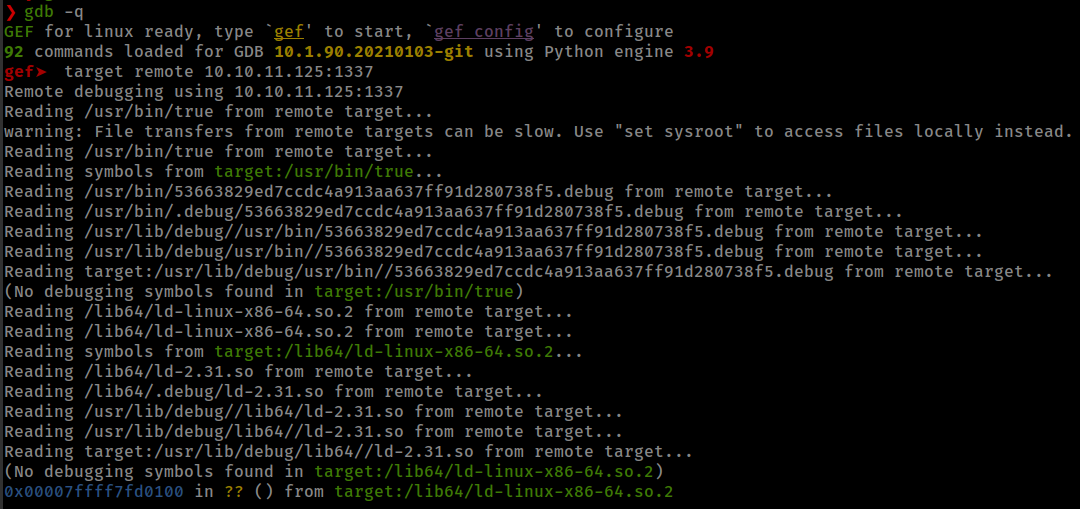 ❯ gdb -q
GEF for linux ready, type `gef' to start, `gef config' to configure
92 commands loaded for GDB 10.1.90.20210103-git using Python engine 3.9
gef➤  target remote 10.10.11.125:1337
Remote debugging using 10.10.11.125:1337
Reading /usr/bin/true from remote target...
warning: File transfers from remote targets can be slow. Use "set sysroot" to access files locally instead.
Reading /usr/bin/true from remote target...
Reading symbols from target:/usr/bin/true...
Reading /usr/bin/53663829ed7ccdc4a913aa637ff91d280738f5.debug from remote target...
Reading /usr/bin/.debug/53663829ed7ccdc4a913aa637ff91d280738f5.debug from remote target...
Reading /usr/lib/debug//usr/bin/53663829ed7ccdc4a913aa637ff91d280738f5.debug from remote target...
Reading /usr/lib/debug/usr/bin//53663829ed7ccdc4a913aa637ff91d280738f5.debug from remote target...
Reading target:/usr/lib/debug/usr/bin//53663829ed7ccdc4a913aa637ff91d280738f5.debug from remote target...
(No debugging symbols found in target:/usr/bin/true)
Reading /lib64/ld-linux-x86-64.so.2 from remote target...
Reading /lib64/ld-linux-x86-64.so.2 from remote target...
Reading symbols from target:/lib64/ld-linux-x86-64.so.2...
Reading /lib64/ld-2.31.so from remote target...
Reading /lib64/.debug/ld-2.31.so from remote target...
Reading /usr/lib/debug//lib64/ld-2.31.so from remote target...
Reading /usr/lib/debug/lib64//ld-2.31.so from remote target...
Reading target:/usr/lib/debug/lib64//ld-2.31.so from remote target...
(No debugging symbols found in target:/lib64/ld-linux-x86-64.so.2)
0x00007ffff7fd0100 in ?? () from target:/lib64/ld-linux-x86-64.so.2